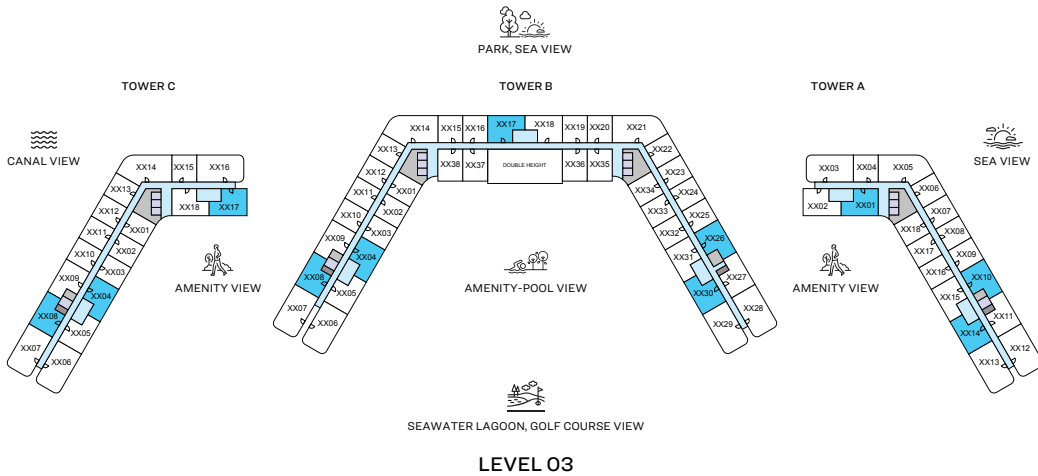 PARK, SEA VIEW
TOWER C
TOWER B
TOWER A
CANAL VIEW
SEA VIEW
XX14
XX15
XX16
XX13
XX12
XX11
XX10
XX09
XX08
XX07
XX06
XX05
XX04
XX03
XX02
XX01
XX18
XX17
AMENITY VIEW
XX14
XX15
XX16
XX17
XX18
XX19
XX20
XX21
XX13
XX12
XX11
XX10
XX09
XX08
XX07
XX06
XX05
XX04
XX03
XX02
XX01
XX38
XX37
DOUBLE HEIGHT
XX36
XX35
XX22
XX23
XX24
XX25
XX26
XX27
XX28
XX29
XX30
XX31
XX32
XX33
XX34
AMENITY-POOL VIEW
XX03
XX04
XX05
XX02
XX01
XX06
XX07
XX08
XX09
XX10
XX11
XX12
XX13
XX14
XX15
XX16
XX17
XX18
AMENITY VIEW
SEAWATER LAGOON, GOLF COURSE VIEW
LEVEL 03